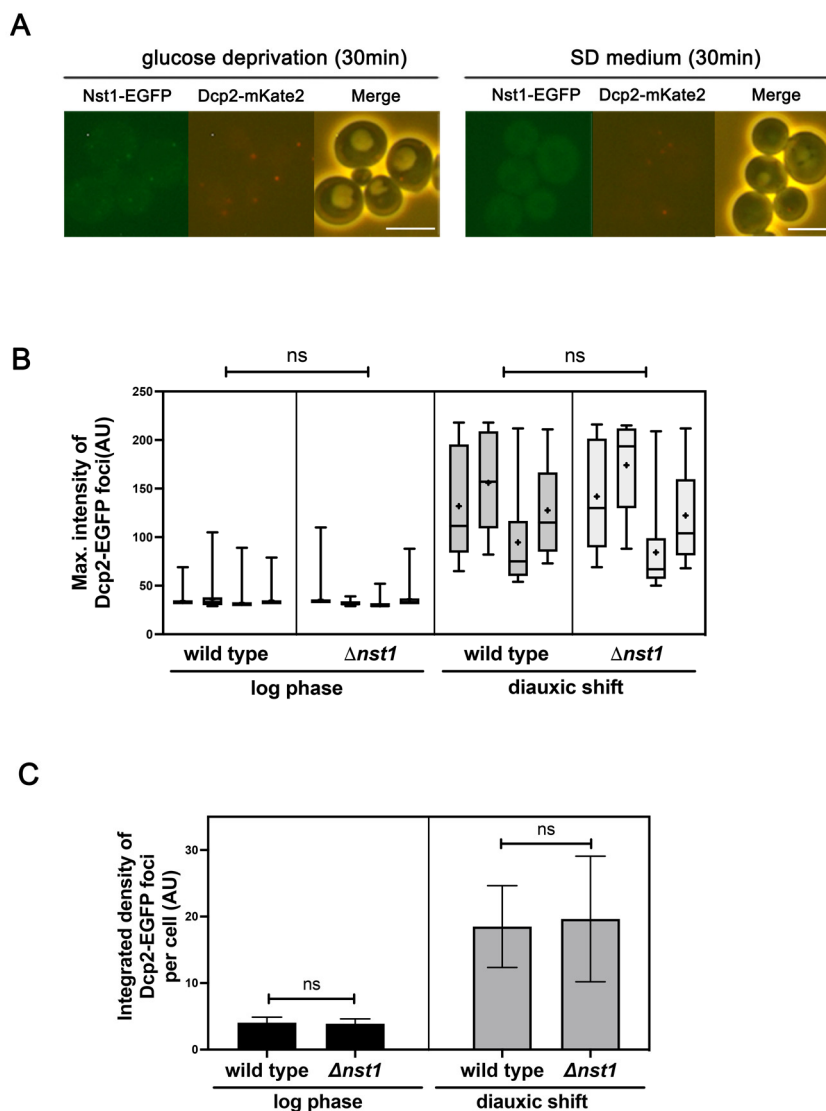 A
glucose deprivation (30min)
SD medium (30min)
Nst1-EGFP Dcp2-mKate2 Merge
Nst1-EGFP Dcp2-mKate2 Merge
B
ns
ns
Max. intensity of
Dcp2-EGFP foci(AU)
250
200
150
100
50
0
wild type Δnst1 wild type Δnst1
log phase diauxic shift
C
Integrated density of
Dcp2-EGFP foci
per cell (AU)
30
20
10
0
ns
ns
wild type Δnst1 wild type Δnst1
log phase diauxic shift